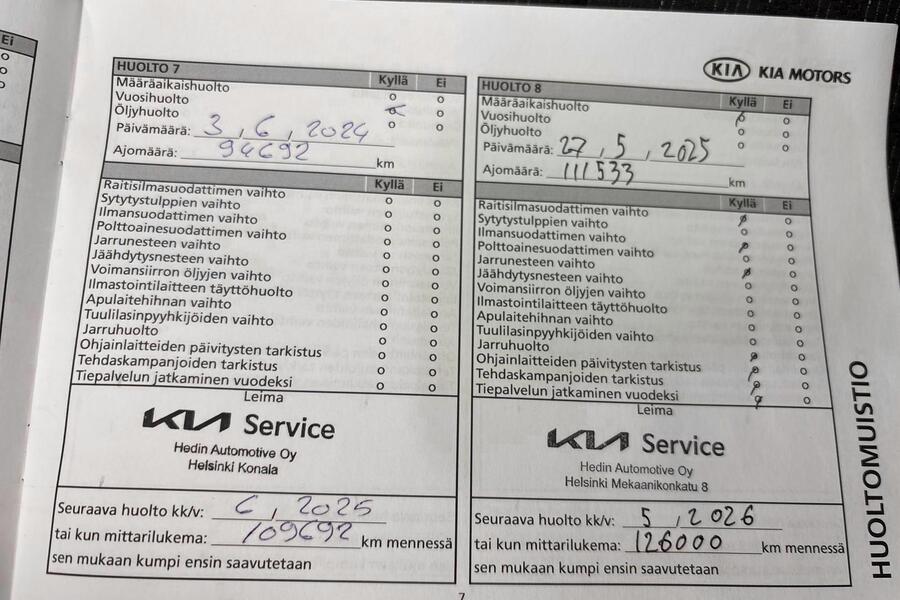 Ei
o
o
o
KIA KIA MOTORS
HUOLTO 7 Kyllä Ei
Määräaikaishuolto o o
Vuosihuolto o o
Öljyhuolto o o
Päivämäärä: 3, 6, 2024
Ajomäärä: 94692 km
Kyllä Ei
Raitisilmasuodattimen vaihto o o
Sytytystulppien vaihto o o
Ilmansuodattimen vaihto o o
Polttoainesuodattimen vaihto o o
Jarrunesteen vaihto o o
Jäähdytysnesteen vaihto o o
Voimansiirron öljyjen vaihto o o
Ilmastointilaitteen täyttöhuolto o o
Apulaitehihnan vaihto o o
Tuulilasinpyyhkijöiden vaihto o o
Jarruhuolto o o
Ohjainlaitteiden päivitysten tarkistus o o
Tehdaskampanjoiden tarkistus o o
Tiepalvelun jatkaminen vuodeksi o o
Leima
KIA Service
Hedin Automotive Oy
Helsinki Konala
Seuraava huolto kk/v: 6, 2025
tai kun mittarilukema: 109692 km mennessä
sen mukaan kumpi ensin saavutetaan
HUOLTO 8 Kyllä Ei
Määräaikaishuolto o o
Vuosihuolto o o
Öljyhuolto o o
Päivämäärä: 27, 5, 2025
Ajomäärä: 111533 km
Kyllä Ei
Raitisilmasuodattimen vaihto o o
Sytytystulppien vaihto o o
Ilmansuodattimen vaihto o o
Polttoainesuodattimen vaihto o o
Jarrunesteen vaihto o o
Jäähdytysnesteen vaihto o o
Voimansiirron öljyjen vaihto o o
Ilmastointilaitteen täyttöhuolto o o
Apulaitehihnan vaihto o o
Tuulilasinpyyhkijöiden vaihto o o
Jarruhuolto o o
Ohjainlaitteiden päivitysten tarkistus o o
Tehdaskampanjoiden tarkistus o o
Tiepalvelun jatkaminen vuodeksi o o
Leima
KIA Service
Hedin Automotive Oy
Helsinki Mekaanikonkatu 8
Seuraava huolto kk/v: 5, 2026
tai kun mittarilukema: 126000 km mennessä
sen mukaan kumpi ensin saavutetaan
HUOLTOMUISTIO
7